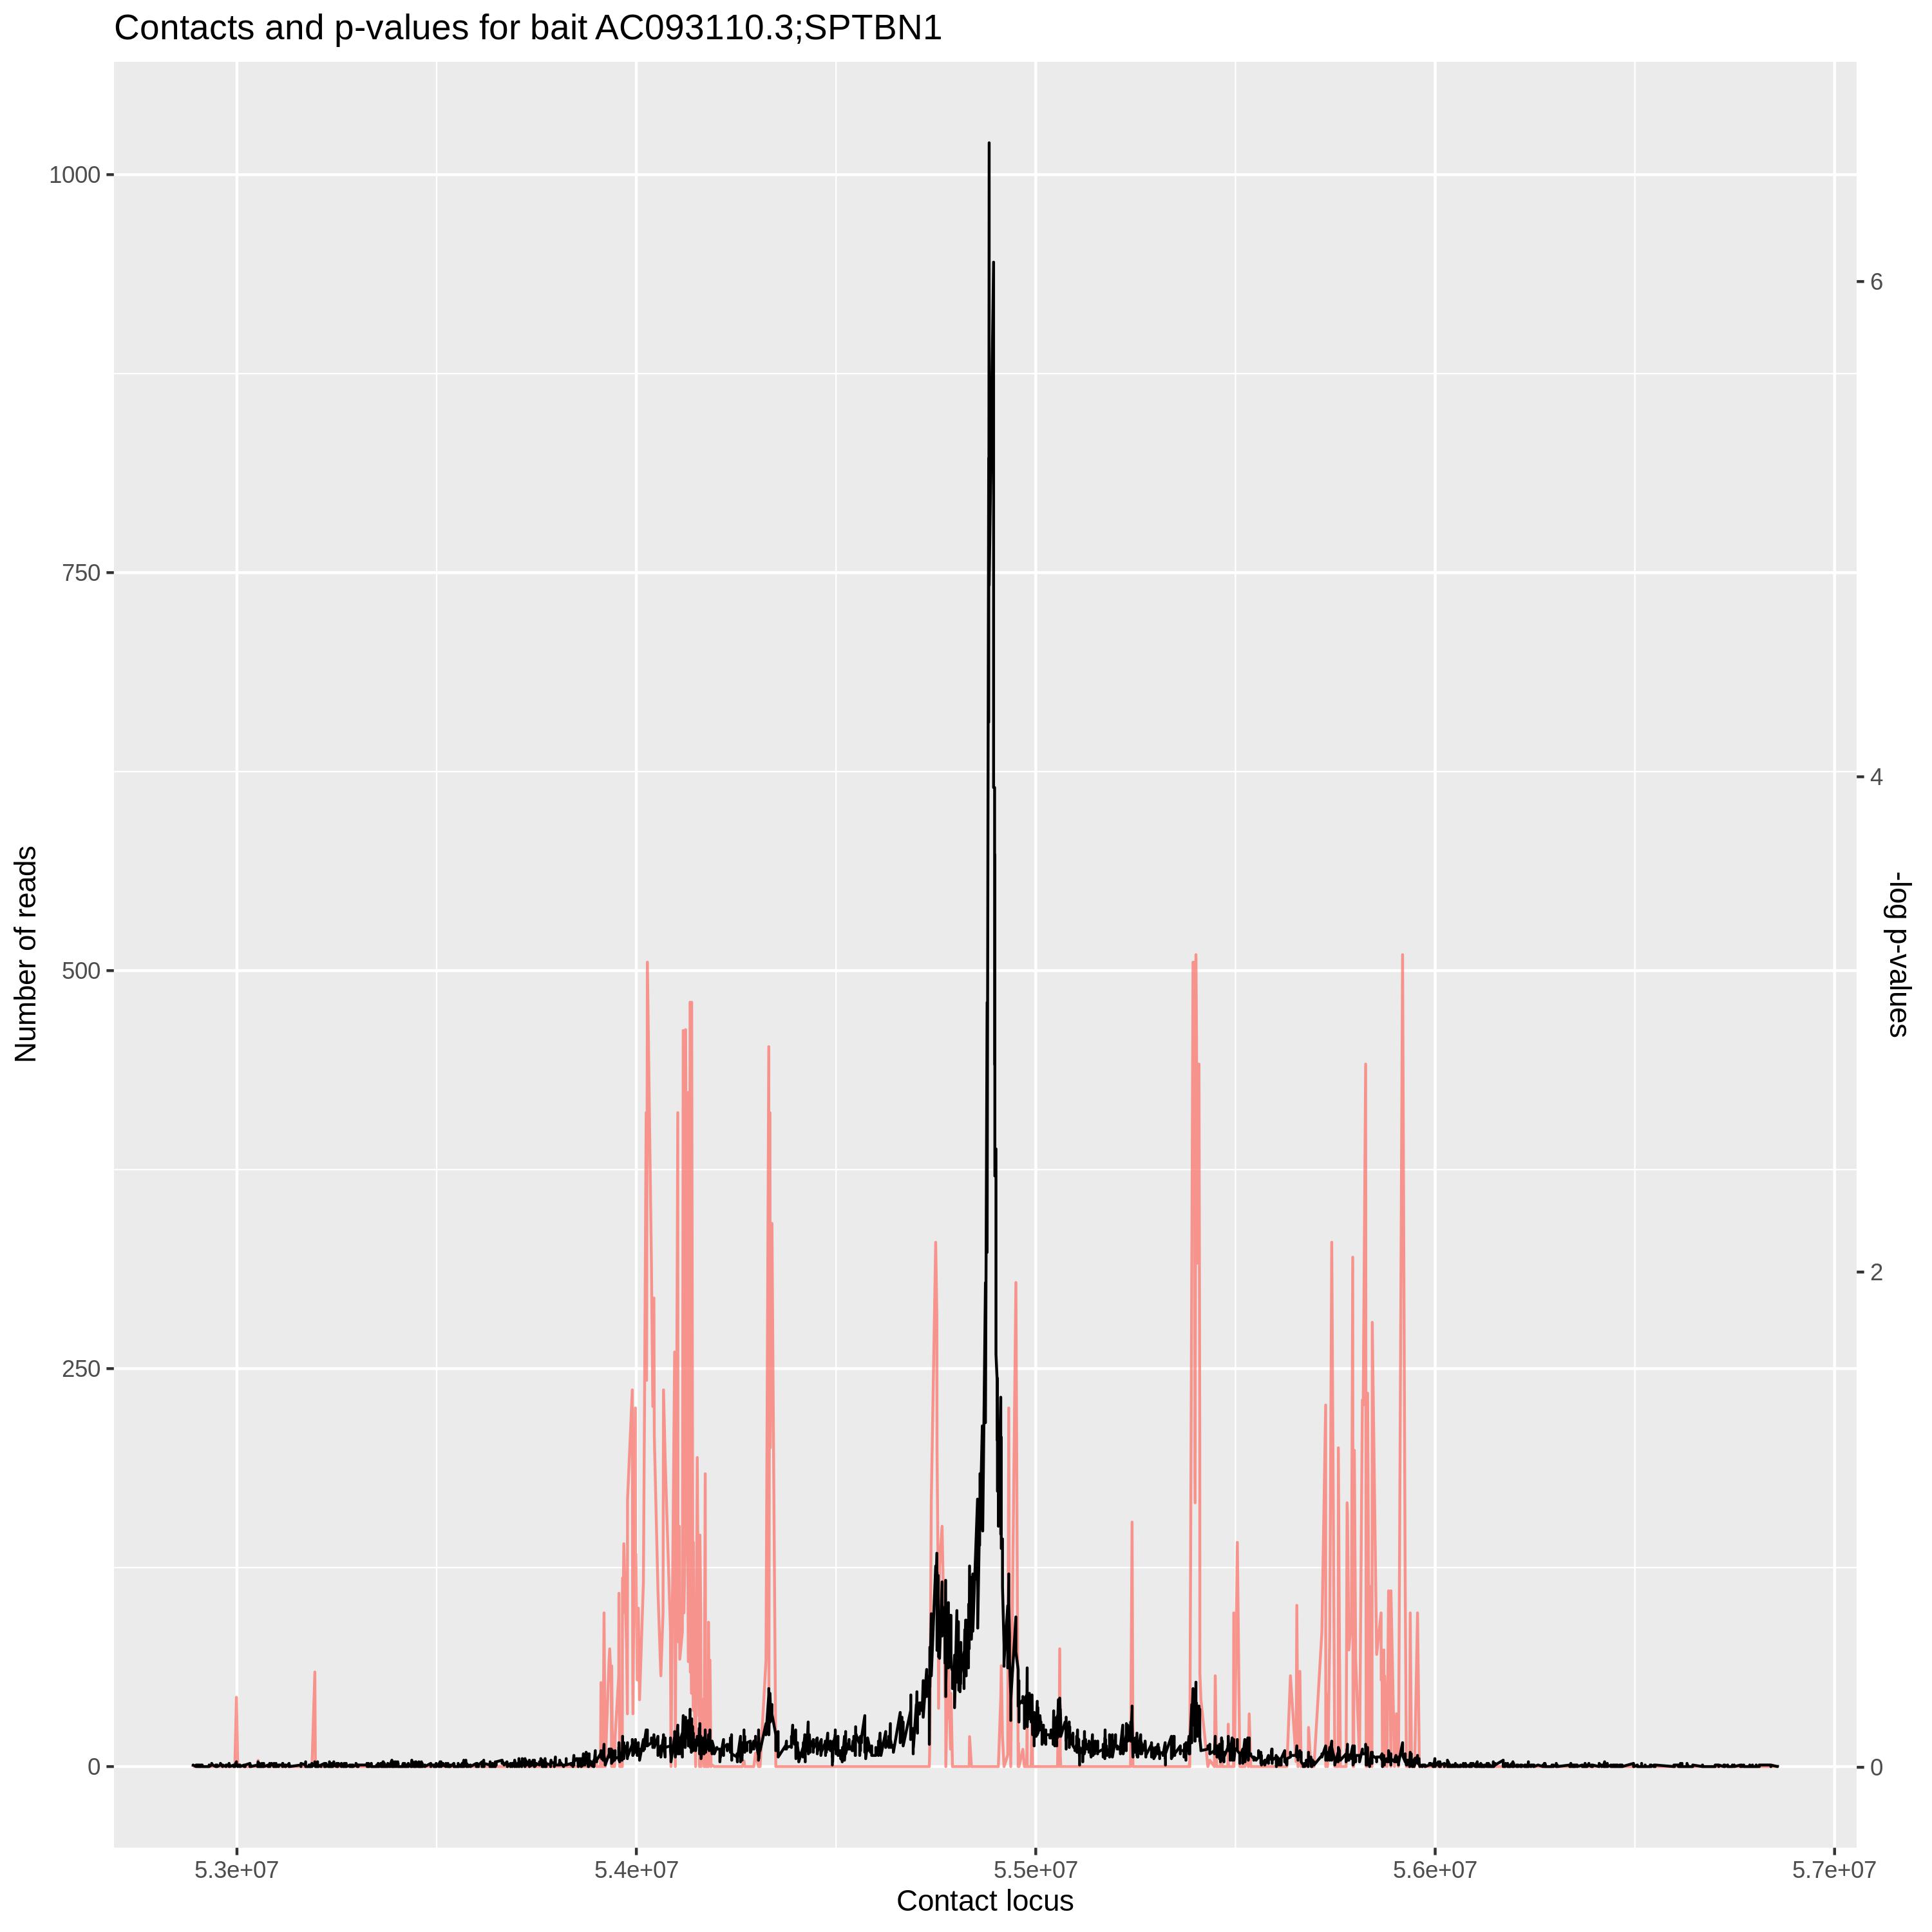 Contacts and p-values for bait AC093110.3;SPTBN1
1000
750
500
250
0
Number of reads
6
4
2
0
-log p-values
5.3e+07
5.4e+07
5.5e+07
5.6e+07
5.7e+07
Contact locus